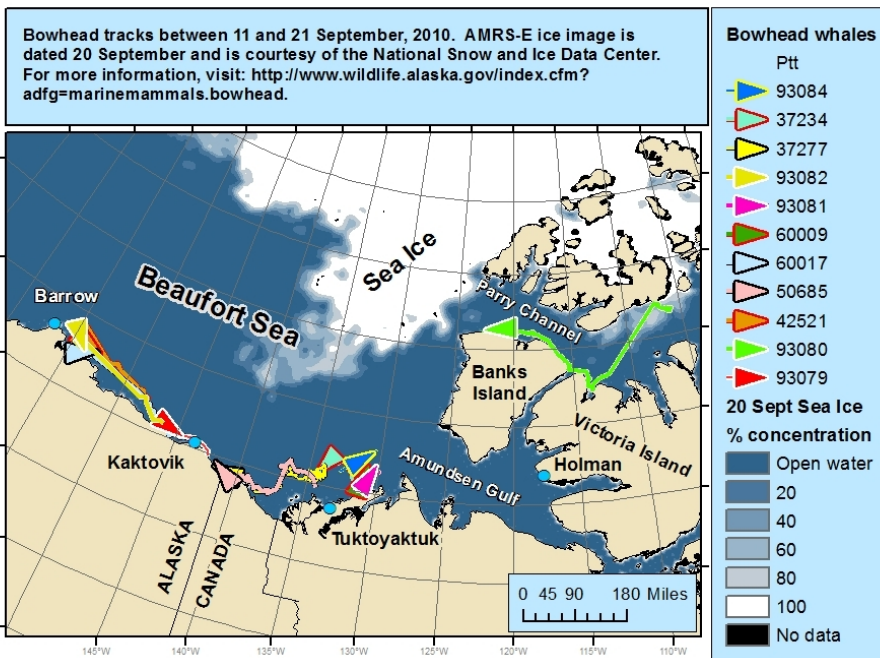 Bowhead tracks between 11 and 21 September, 2010. AMRS-E ice image is
dated 20 September and is courtesy of the National Snow and Ice Data Center.
For more information, visit: http://www.wildlife.alaska.gov/index.cfm?
adfg=marinemammals.bowhead.
Barrow
Beaufort Sea
Sea Ice
Parry Channel
Banks
Island
Victoria Island
Kaktovik
Amundsen Gulf
Holman
Tuktoyaktuk
ALASKA
CANADA
0 45 90 180 Miles
145°W
140°W
135°W
130°W
125°W
120°W
115°W
110°W
Bowhead whales
Ptt
93084
37234
37277
93082
93081
60009
60017
50685
42521
93080
93079
20 Sept Sea Ice
% concentration
Open water
20
40
60
80
100
No data